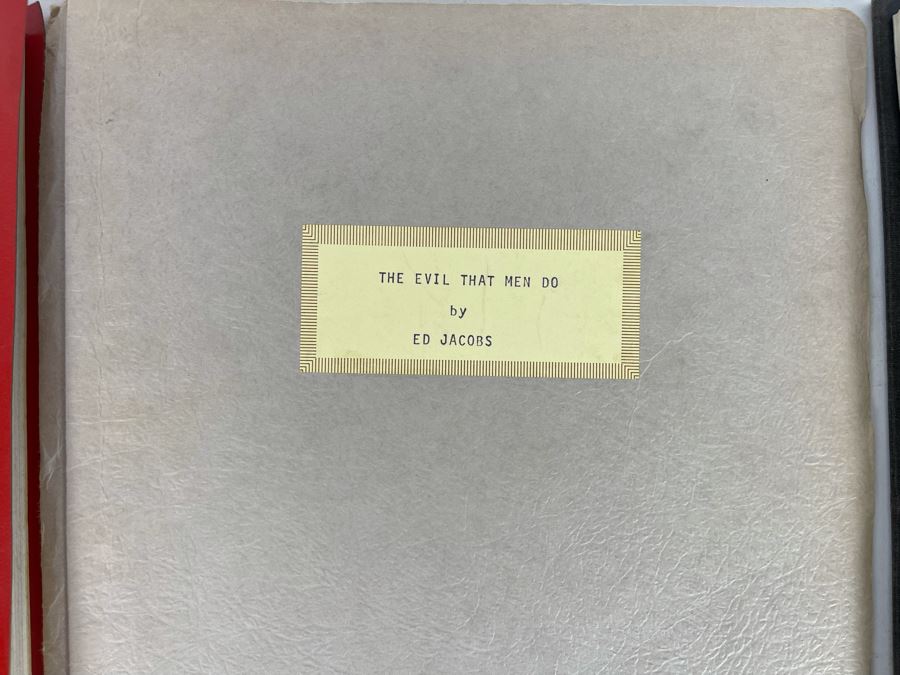 THE EVIL THAT MEN DO
by
ED JACOBS